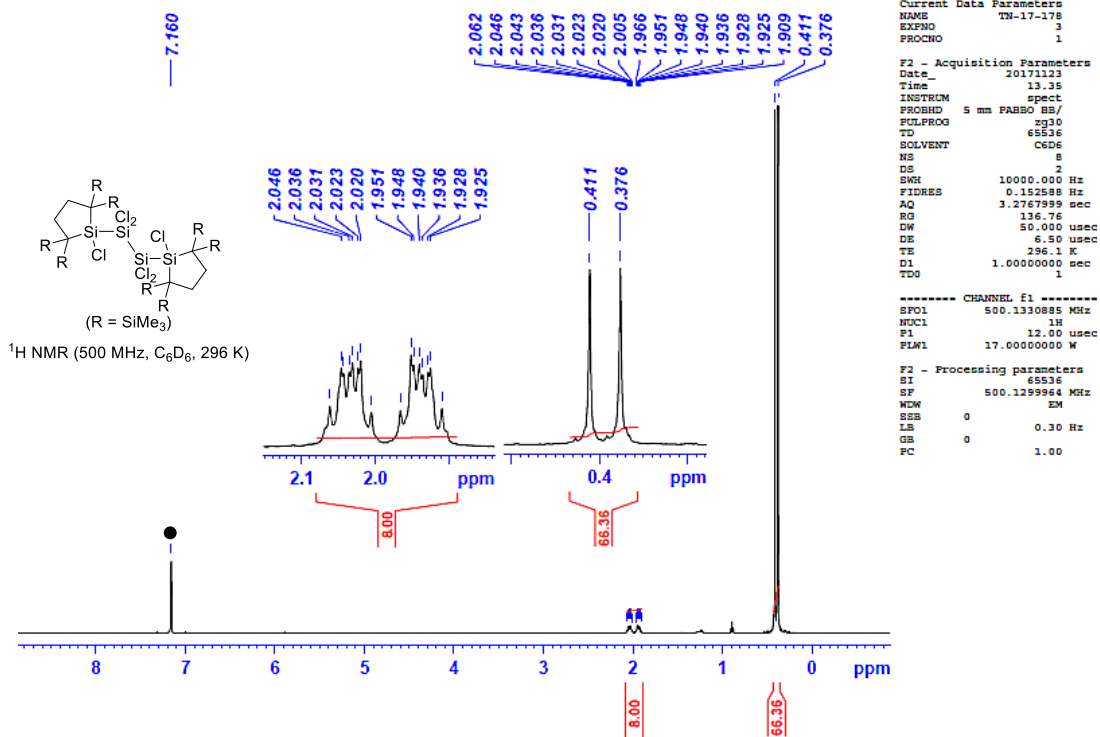 7.160
2.062
2.046
2.043
2.036
2.031
2.023
2.020
2.005
1.966
1.951
1.948
1.940
1.936
1.928
1.925
1.909
0.411
0.376
Current Data Parameters
NAME TN-17-178
EXPNO 3
PROCNO 1
F2 - Acquisition Parameters
Date_ 20171123
Time 13.35
INSTRUM spect
PROBHD 5 mm PABBO BB/
PULPROG zg30
TD 65536
SOLVENT C6D6
NS 8
DS 2
SWH 10000.000 Hz
FIDRES 0.152588 Hz
AQ 3.2767999 sec
RG 136.76
DW 50.000 usec
DE 6.50 usec
TE 296.1 K
D1 1.00000000 sec
TD0 1
======== CHANNEL f1 ========
SFO1 500.1330885 MHz
NUC1 1H
P1 12.00 usec
PLW1 17.00000000 W
F2 - Processing parameters
SI 65536
SF 500.1299964 MHz
WDW EM
SSB 0
LB 0.30 Hz
GB 0
PC 1.00
R R
R
Cl2
Si Si
Cl
Cl
R
R
R
R
Si Si
Cl2
R
R
(R = SiMe3)
¹H NMR (500 MHz, C6D6, 296 K)
2.046
2.036
2.031
2.023
2.020
1.951
1.948
1.940
1.936
1.928
1.925
0.411
0.376
2.1 2.0 ppm
0.4 ppm
8.00
66.36
8 7 6 5 4 3 2 1 0 ppm
8.00
66.36